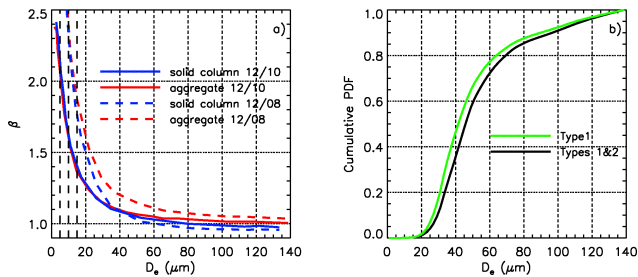 2.5
2.0
1.5
1.0
β
a)
solid column 12/10
aggregate 12/10
solid column 12/08
aggregate 12/08
0 20 40 60 80 100 120 140
De (μm)
1.0
0.8
0.6
0.4
0.2
0.0
Cumulative PDF
b)
Type1
Types 1&2
0 20 40 60 80 100 120 140
De (μm)